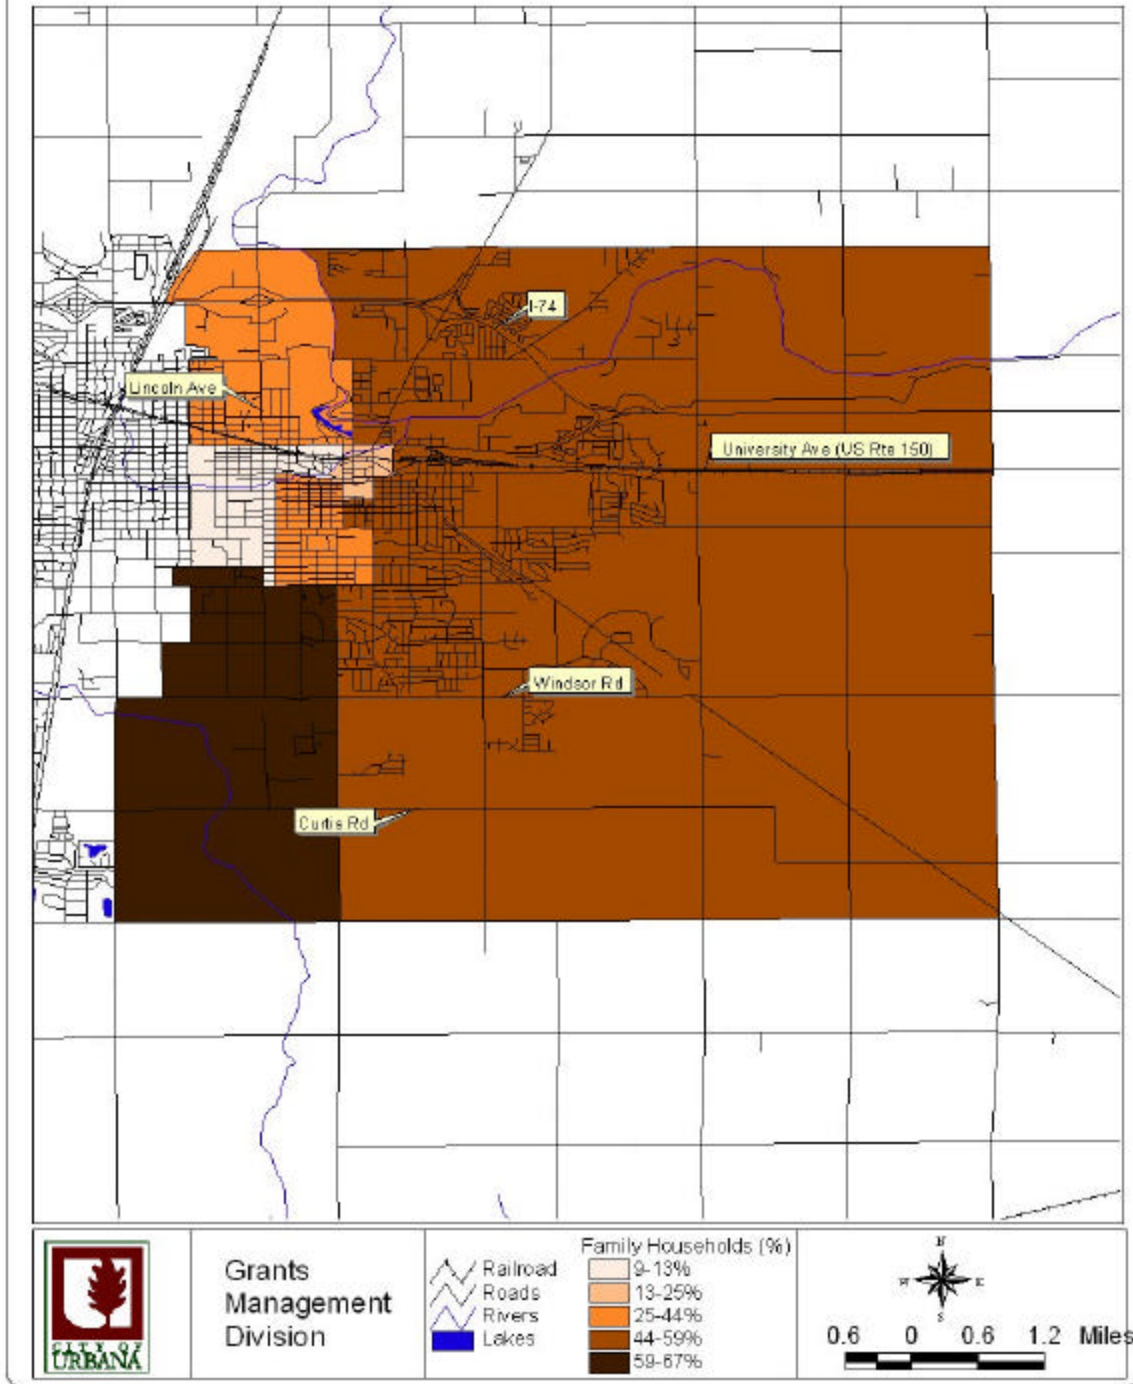 I-74
Lincoln Ave
University Ave (US Rte 150)
Windsor Rd
Curtis Rd
CITY OF
URBANA
Grants
Management
Division
Railroad
Roads
Rivers
Lakes
Family Households (%)
9-13%
13-25%
25-44%
44-59%
59-67%
N
W E
S
0.6 0 0.6 1.2 Miles